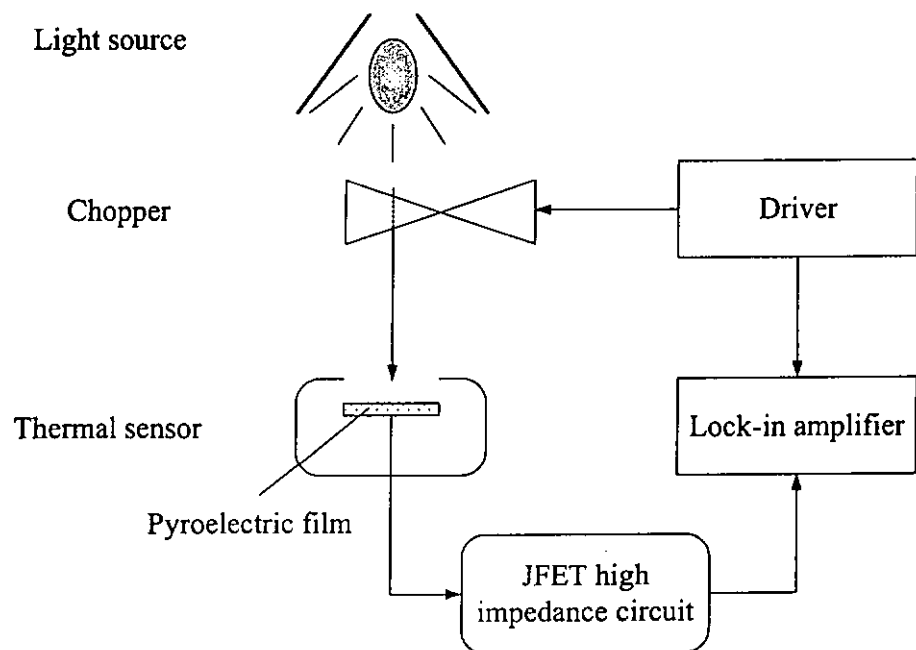 Light source
Chopper
Driver
Thermal sensor
Lock-in amplifier
Pyroelectric film
JFET high
impedance circuit